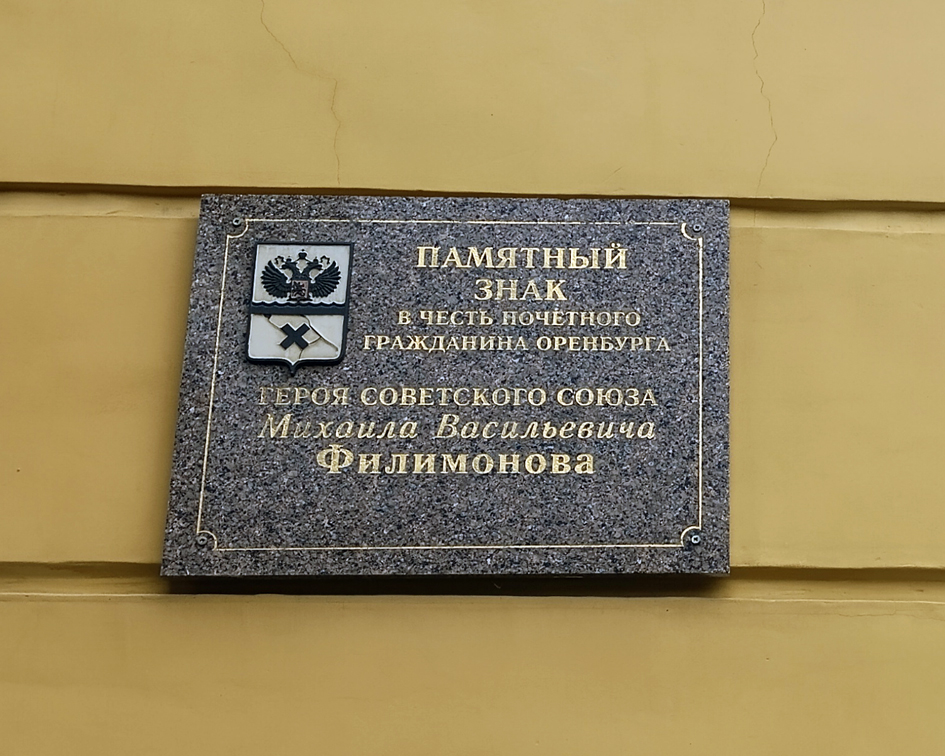 ПАМЯТНЫЙ
ЗНАК
В ЧЕСТЬ ПОЧЁТНОГО
ГРАЖДАНИНА ОРЕНБУРГА
ГЕРОЯ СОВЕТСКОГО СОЮЗА
Михаила Васильевича
Филимонова